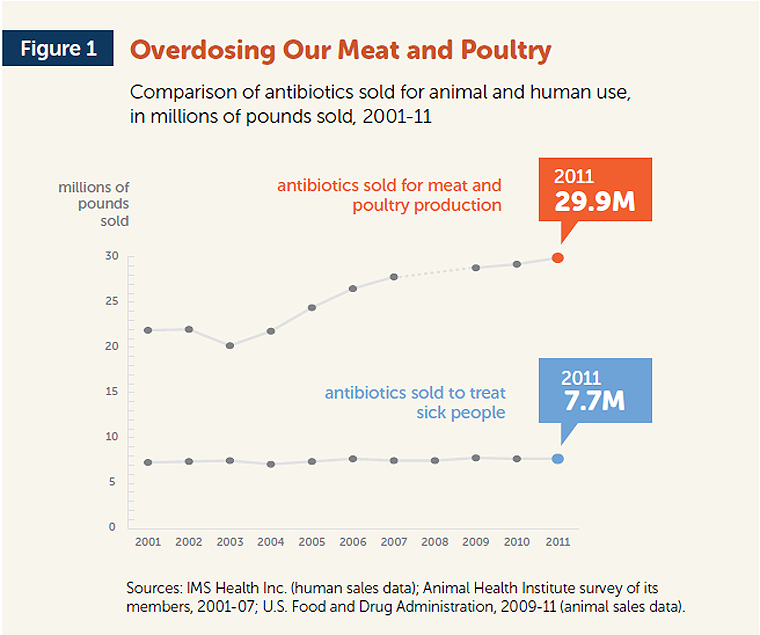 Figure 1
Overdosing Our Meat and Poultry
Comparison of antibiotics sold for animal and human use,
in millions of pounds sold, 2001-11
millions of
pounds
sold
antibiotics sold for meat and
poultry production
2011
29.9M
30
25
20
15
10
5
0
antibiotics sold to treat
sick people
2011
7.7M
2001 2002 2003 2004 2005 2006 2007 2008 2009 2010 2011
Sources: IMS Health Inc. (human sales data); Animal Health Institute survey of its
members, 2001-07; U.S. Food and Drug Administration, 2009-11 (animal sales data).